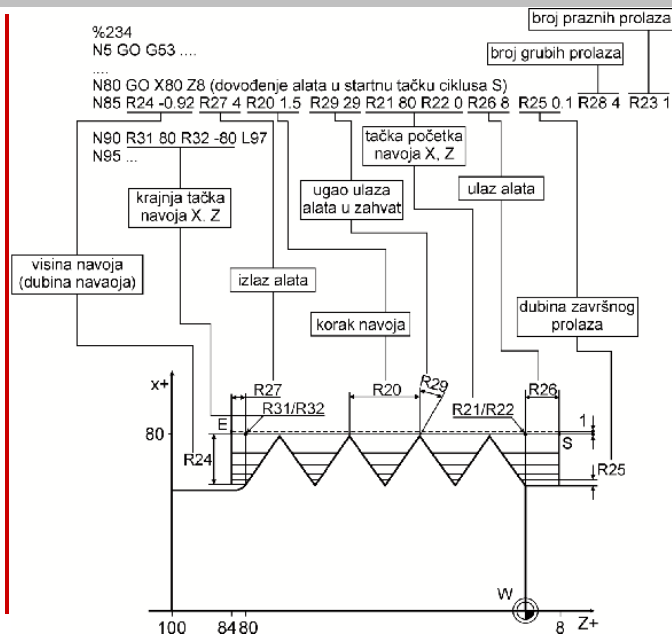 broj praznih prolaza
%234
N5 GO G53 ....
broj grubih prolaza
....
N80 GO X80 Z8 (dovođenje alata u startnu tačku ciklusa S)
N85 R24 -0.92 R27 4 R20 1.5 R29 29 R21 80 R22 0 R26 8 R25 0.1 R28 4 R23 1
N90 R31 80 R32 -80 L97
N95 ...
tačka početka
navoja X, Z
krajnja tačka
navoja X. Z
ugao ulaza
alata u zahvat
ulaz alata
visina navoja
(dubina navaoja)
izlaz alata
korak navoja
dubina završnog
prolaza
x+
R27
R20
R29
R26
E
R31/R32
R21/R22
1
80
S
R24
R25
W
100
84
80
8
Z+